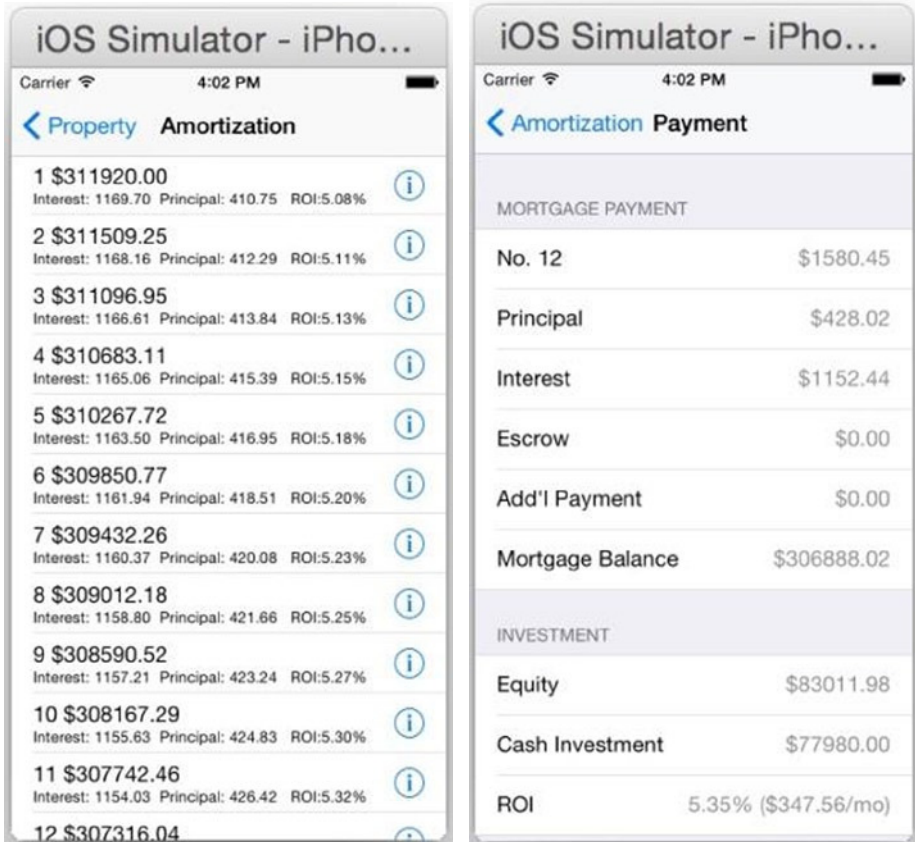 iOS Simulator - iPho...
Carrier 4:02 PM
Property Amortization
1 $311920.00
Interest: 1169.70 Principal: 410.75 ROI:5.08%
2 $311509.25
Interest: 1168.16 Principal: 412.29 ROI:5.11%
3 $311096.95
Interest: 1166.61 Principal: 413.84 ROI:5.13%
4 $310683.11
Interest: 1165.06 Principal: 415.39 ROI:5.15%
5 $310267.72
Interest: 1163.50 Principal: 416.95 ROI:5.18%
6 $309850.77
Interest: 1161.94 Principal: 418.51 ROI:5.20%
7 $309432.26
Interest: 1160.37 Principal: 420.08 ROI:5.23%
8 $309012.18
Interest: 1158.80 Principal: 421.66 ROI:5.25%
9 $308590.52
Interest: 1157.21 Principal: 423.24 ROI:5.27%
10 $308167.29
Interest: 1155.63 Principal: 424.83 ROI:5.30%
11 $307742.46
Interest: 1154.03 Principal: 426.42 ROI:5.32%
12 $307316.04
iOS Simulator - iPho...
Carrier 4:02 PM
Amortization Payment
MORTGAGE PAYMENT
No. 12 $1580.45
Principal $428.02
Interest $1152.44
Escrow $0.00
Add'l Payment $0.00
Mortgage Balance $306888.02
INVESTMENT
Equity $83011.98
Cash Investment $77980.00
ROI 5.35% ($347.56/mo)